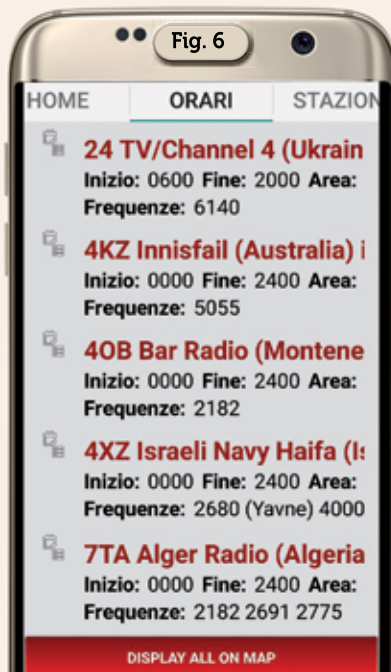 Fig. 6
HOME ORARI STAZION
24 TV/Channel 4 (Ukrain
Inizio: 0600 Fine: 2000 Area:
Frequenze: 6140
4KZ Innisfail (Australia) i
Inizio: 0000 Fine: 2400 Area:
Frequenze: 5055
4OB Bar Radio (Montene
Inizio: 0000 Fine: 2400 Area:
Frequenze: 2182
4XZ Israeli Navy Haifa (Is
Inizio: 0000 Fine: 2400 Area:
Frequenze: 2680 (Yavne) 4000
7TA Alger Radio (Algeria
Inizio: 0000 Fine: 2400 Area:
Frequenze: 2182 2691 2775
DISPLAY ALL ON MAP